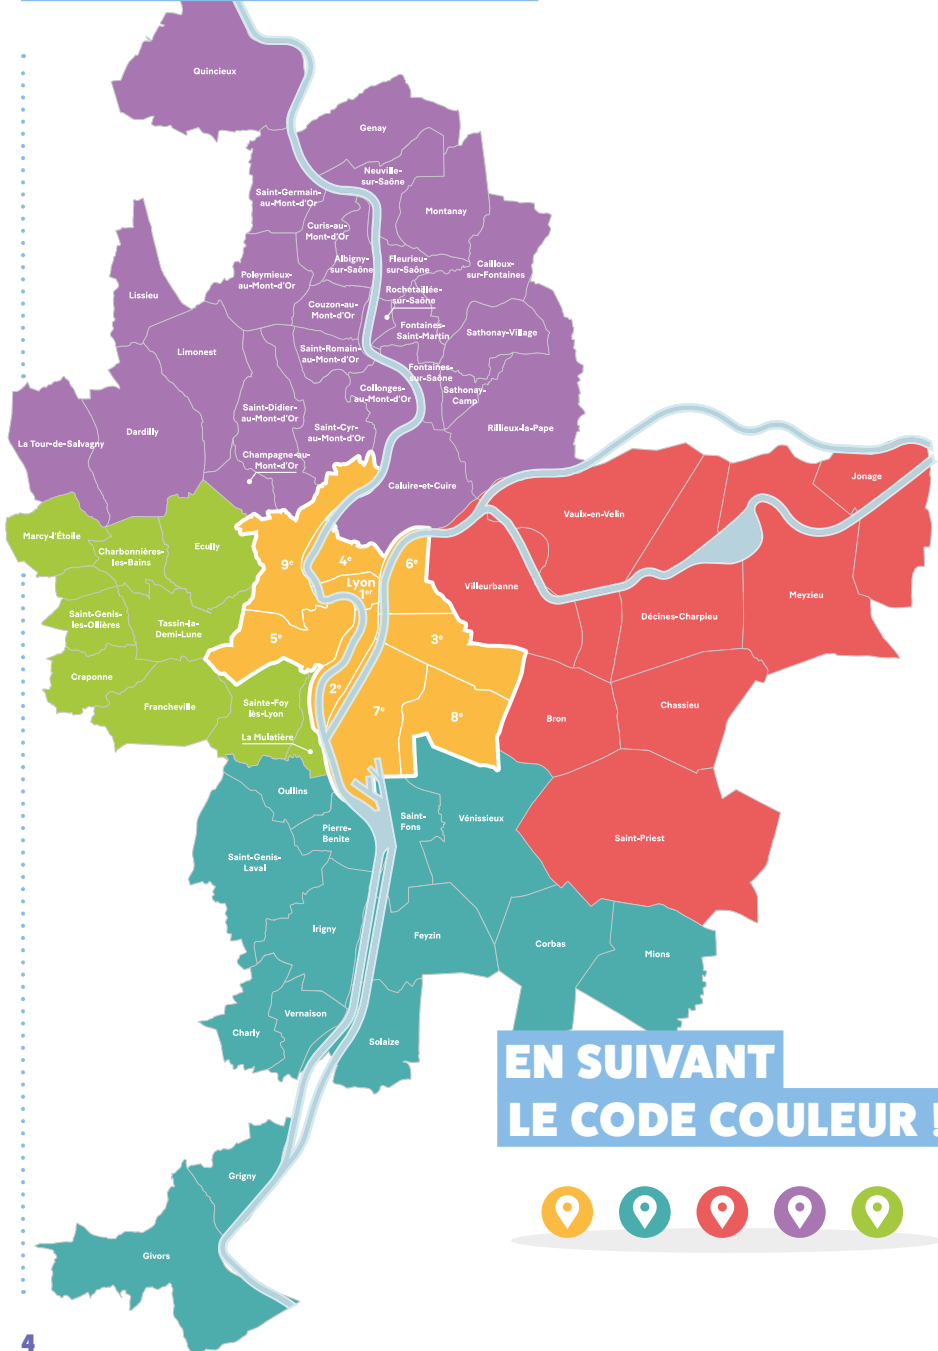 Quincieux
Genay
Neuville-
sur-Saône
Saint-Germain-
au-Mont-d'Or
Montanay
Curis-au-
Mont-d'Or
Albigny-
sur-Saône
Fleurieu-
sur-Saône
Cailloux-
sur-Fontaines
Poleymieux-
au-Mont-d'Or
Lissieu
Rochetaillée-
sur-Saône
Couzon-au-
Mont-d'Or
Fontaines-
Saint-Martin
Sathonay-Village
Limonest
Saint-Romain-
au-Mont-d'Or
Fontaines-
sur-Saône
Collonges-
au-Mont-d'Or
Sathonay-
Camp
Saint-Didier-
au-Mont-d'Or
Saint-Cyr-
au-Mont-d'Or
Rillieux-la-Pape
La Tour-de-Salvagny
Dardilly
Champagne-au-
Mont-d'Or
Caluire-et-Cuire
Jonage
Vaulx-en-Velin
Marcy-l'Étoile
Charbonnières-
les-Bains
Ecully
9e
4e
6e
Lyon
1er
Villeurbanne
Meyzieu
Décines-Charpieu
Saint-Genis-
les-Ollières
Tassin-la-
Demi-Lune
5e
3e
Craponne
Francheville
Sainte-Foy
lès-Lyon
2e
7e
8e
Bron
Chassieu
La Mulatière
Oullins
Pierre-
Benite
Saint-
Fons
Vénissieux
Saint-Priest
Saint-Genis-
Laval
Irigny
Feyzin
Corbas
Mions
Vernaison
Charly
Solaize
EN SUIVANT
LE CODE COULEUR !
Grigny
Givors
4